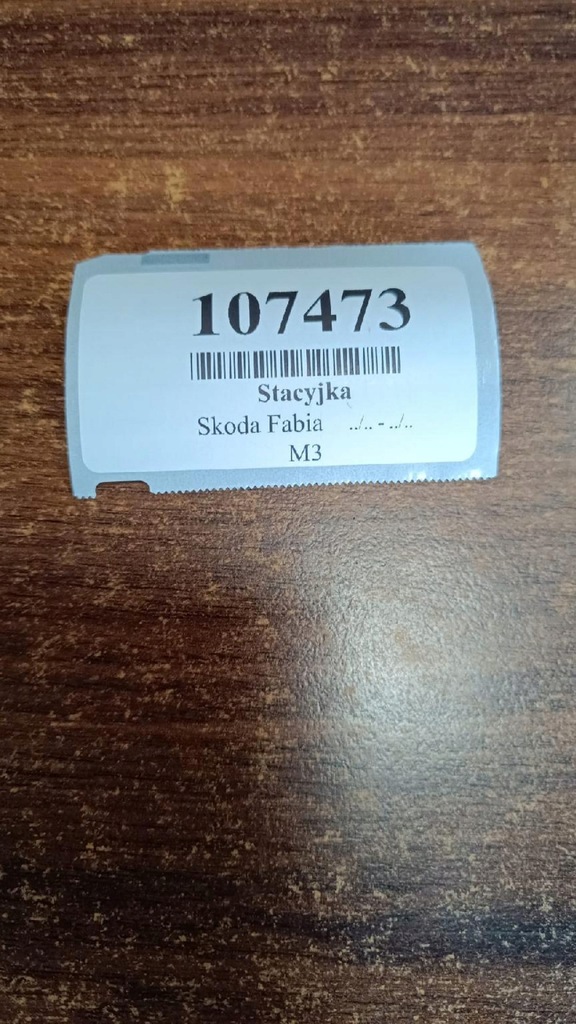 107473
Stacyjka
Skoda Fabia ../.. - ../..
M3